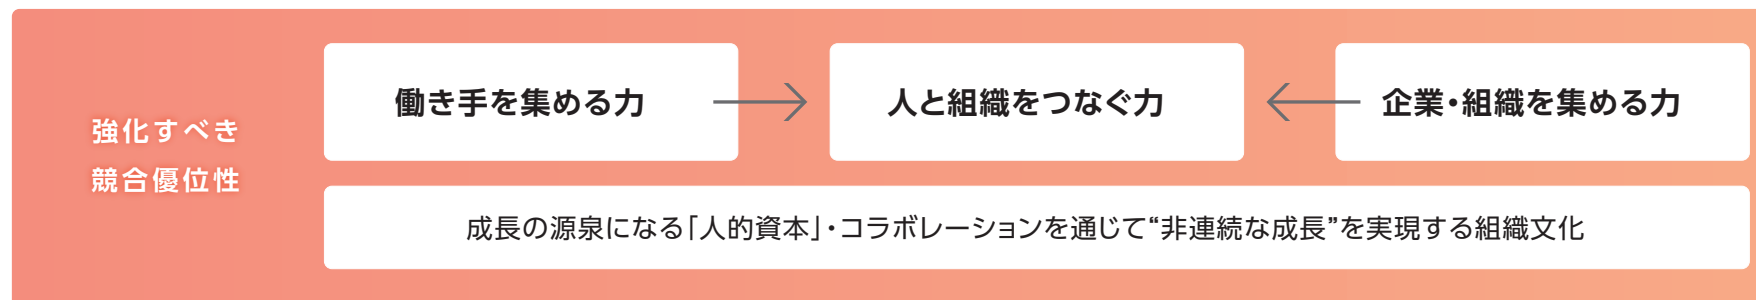 強化すべき
競合優位性
働き手を集める力
人と組織をつなぐ力
企業・組織を集める力
成長の源泉になる「人的資本」・コラボレーションを通じて“非連続な成長”を実現する組織文化